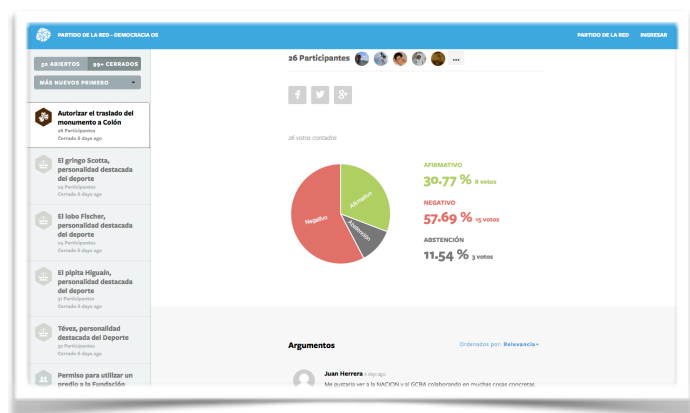 PARTIDO DE LA RED - DEMOCRACIA OS
PARTIDO DE LA RED
INGRESAR
52 ABIERTOS
99+ CERRADOS
MÁS NUEVOS PRIMERO
Autorizar el traslado del
monumento a Colón
26 Participantes
Cerrado 6 days ago
El gringo Scotta,
personalidad destacada
del deporte
24 Participantes
Cerrado 6 days ago
El lobo Fischer,
personalidad destacada
del deporte
24 Participantes
Cerrado 6 days ago
El pipita Higuaín,
personalidad destacada
del deporte
31 Participantes
Cerrado 6 days ago
Tévez, personalidad
destacada del Deporte
30 Participantes
Cerrado 6 days ago
Permiso para utilizar un
predio a la Fundación
26 Participantes
...
26 votos contados
Afirmativo
Negativo
Abstención
AFIRMATIVO
30.77 % 8 votos
NEGATIVO
57.69 % 15 votos
ABSTENCIÓN
11.54 % 3 votos
Argumentos
Ordenados por: Relevancia
Juan Herrera 6 days ago
Me gustaría ver a la NACION y al GCBA colaborando en muchas cosas concretas